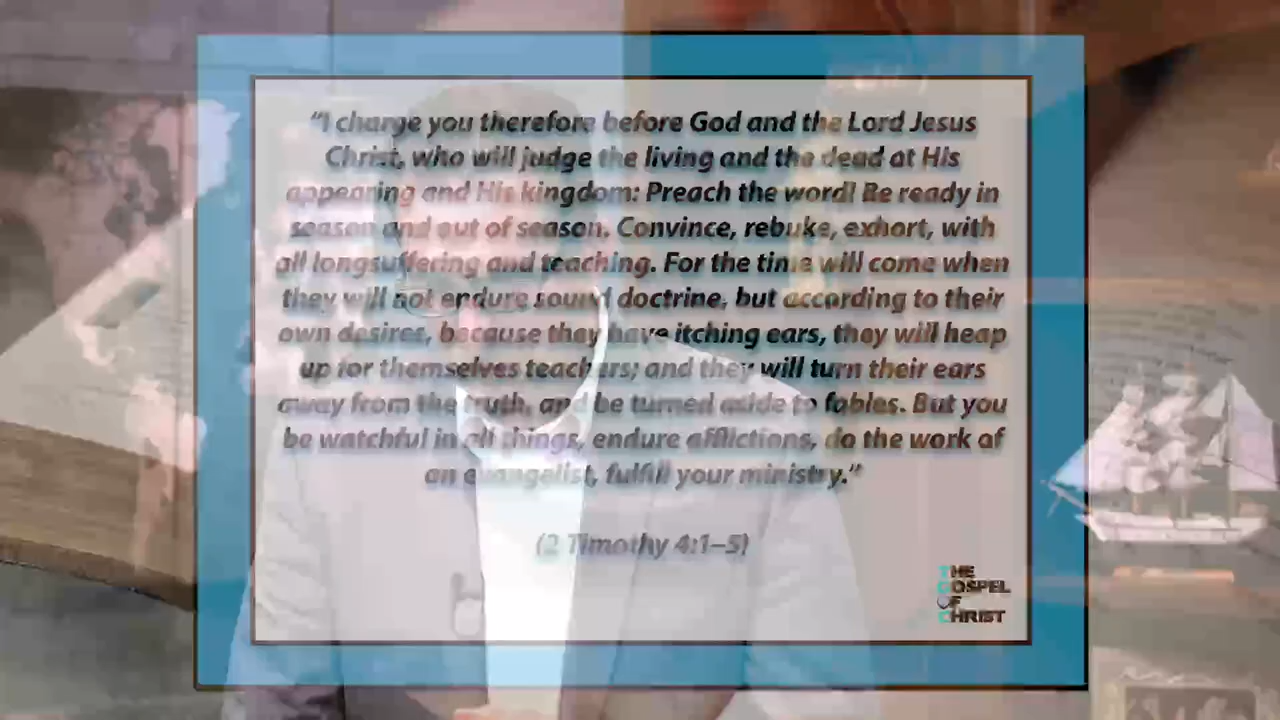 “I charge you therefore before God and the Lord Jesus
Christ, who will judge the living and the dead at His
appearing and His kingdom: Preach the word! Be ready in
season and out of season. Convince, rebuke, exhort, with
all longsuffering and teaching. For the time will come when
they will not endure sound doctrine, but according to their
own desires, because they have itching ears, they will heap
up for themselves teachers; and they will turn their ears
away from the truth, and be turned aside to fables. But you
be watchful in all things, endure afflictions, do the work of
an evangelist, fulfill your ministry.”
(2 Timothy 4:1–5)
THE
GOSPEL
OF
CHRIST